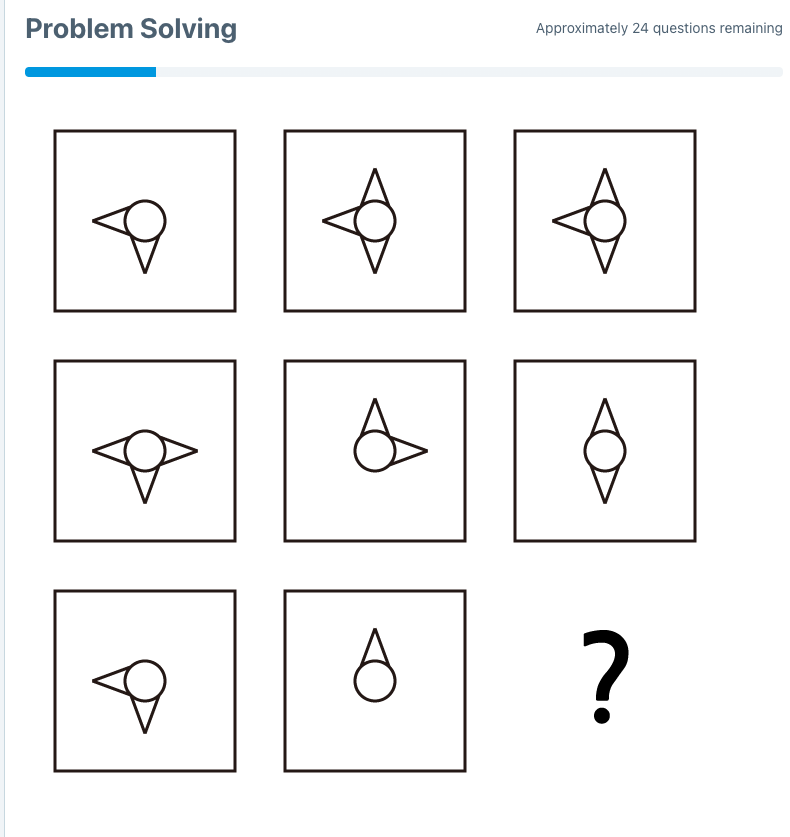 Problem Solving
Approximately 24 questions remaining
?